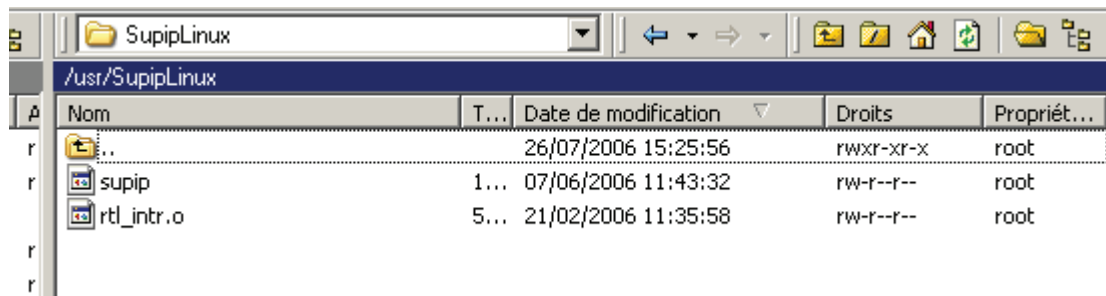 SupipLinux
/usr/SupipLinux
A Nom T... Date de modification Droits Propriét...
r .. 26/07/2006 15:25:56 rwxr-xr-x root
r supip 1... 07/06/2006 11:43:32 rw-r--r-- root
rtl_intr.o 5... 21/02/2006 11:35:58 rw-r--r-- root
r
r